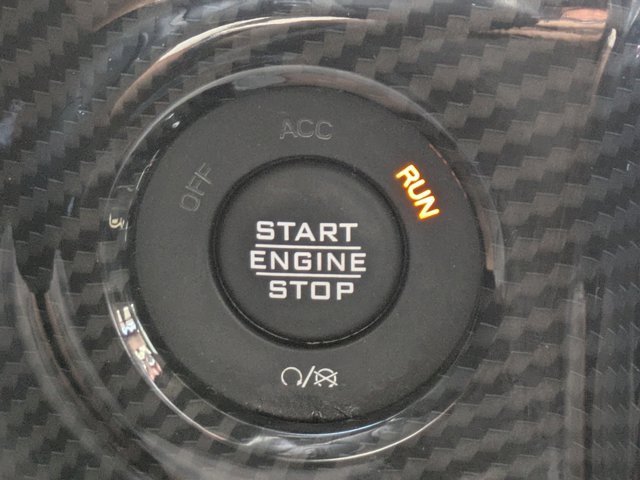 ACC
OFF
RUN
START
ENGINE
STOP